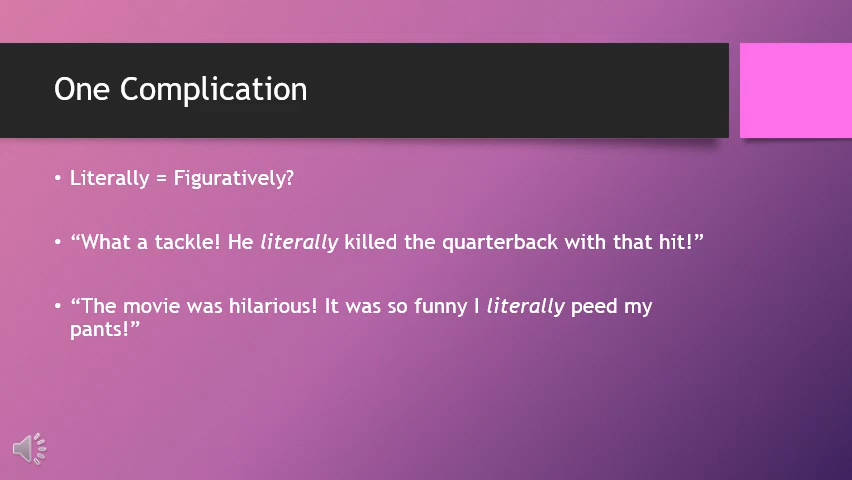 One Complication
• Literally = Figuratively?
• “What a tackle! He literally killed the quarterback with that hit!”
• “The movie was hilarious! It was so funny I literally peed my
pants!”